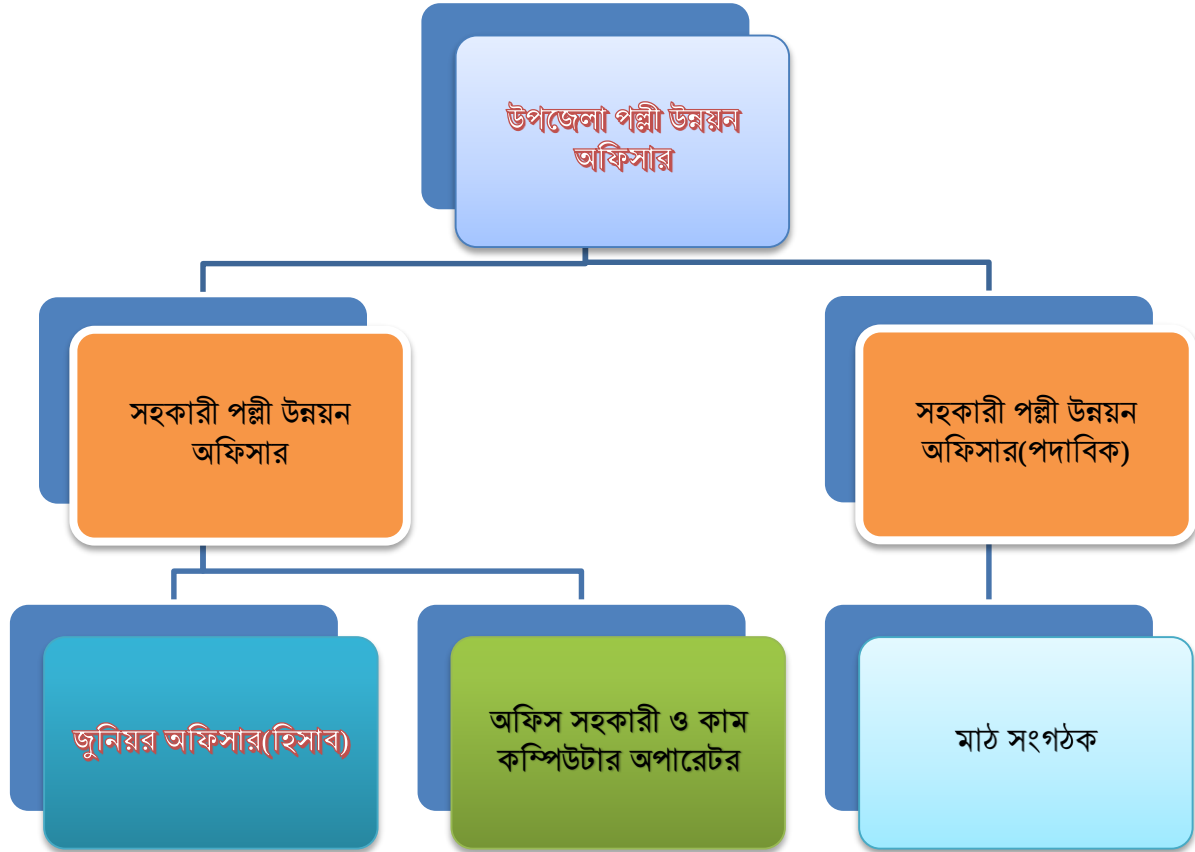 উপজেলা পল্লী উন্নয়ন
অফিসার
সহকারী পল্লী উন্নয়ন
অফিসার
সহকারী পল্লী উন্নয়ন
অফিসার(পদাবিক)
জুনিয়র অফিসার(হিসাব)
অফিস সহকারী ও কাম
কম্পিউটার অপারেটর
মাঠ সংগঠক